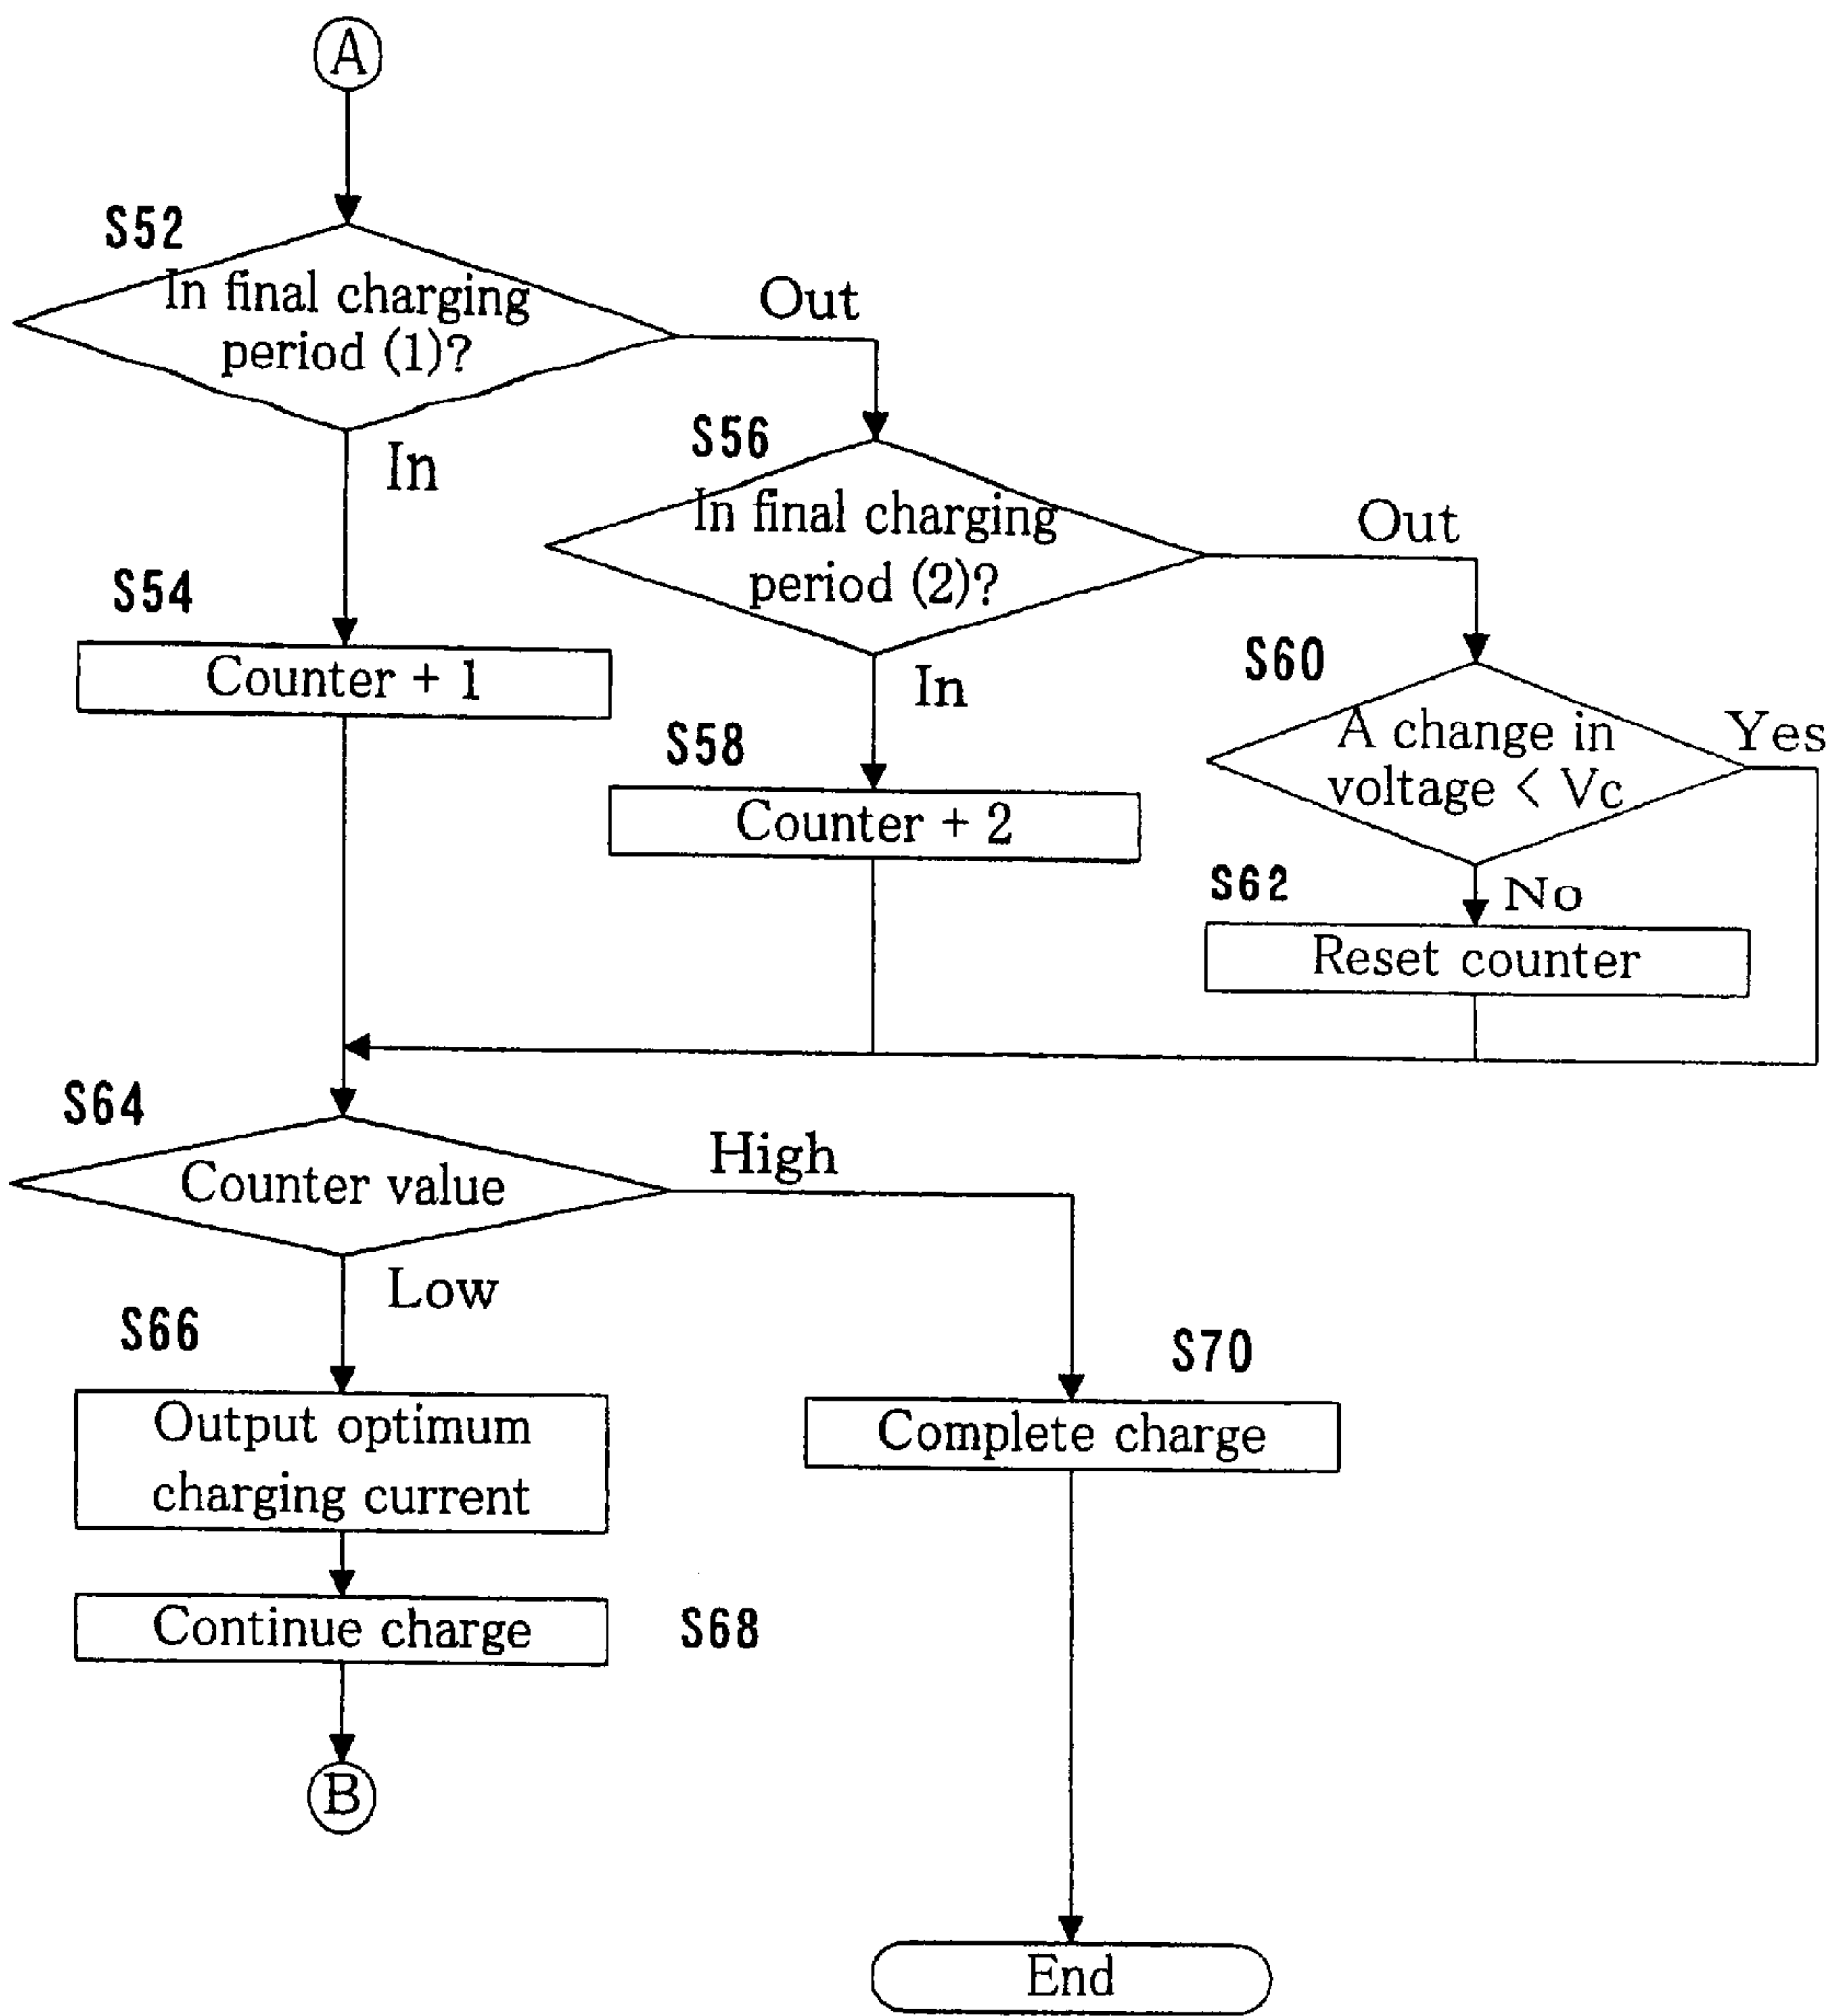 A
S52
In final charging
period (1)?
Out
In
S56
In final charging
period (2)?
Out
In
S54
Counter + 1
S58
Counter + 2
S60
A change in
voltage < Vc
Yes
No
S62
Reset counter
S64
Counter value
High
Low
S66
Output optimum
charging current
S70
Complete charge
Continue charge
S68
B
End